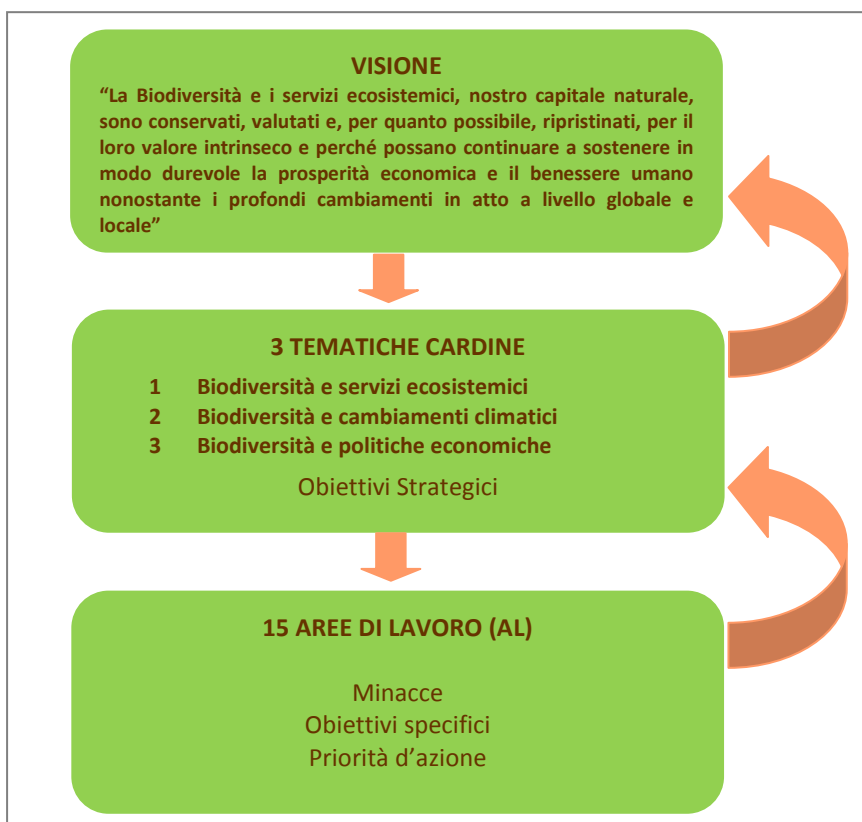 VISIONE
“La Biodiversità e i servizi ecosistemici, nostro capitale naturale,
sono conservati, valutati e, per quanto possibile, ripristinati, per il
loro valore intrinseco e perché possano continuare a sostenere in
modo durevole la prosperità economica e il benessere umano
nonostante i profondi cambiamenti in atto a livello globale e
locale”
3 TEMATICHE CARDINE
1 Biodiversità e servizi ecosistemici
2 Biodiversità e cambiamenti climatici
3 Biodiversità e politiche economiche
Obiettivi Strategici
15 AREE DI LAVORO (AL)
Minacce
Obiettivi specifici
Priorità d’azione